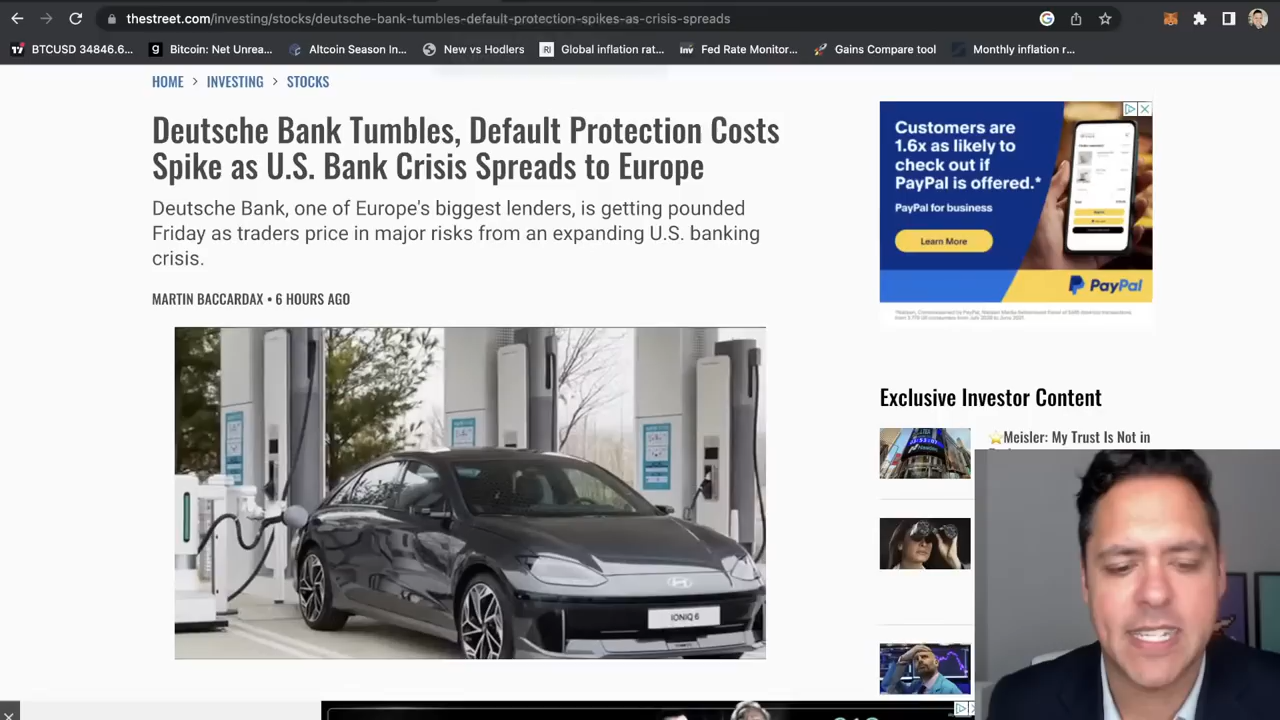 thestreet.com/investing/stocks/deutsche-bank-tumbles-default-protection-spikes-as-crisis-spreads
BTCUSD 34846.6... Bitcoin: Net Unrea... Altcoin Season In... New vs Hodlers Global inflation rat... Fed Rate Monitor... Gains Compare tool Monthly inflation r...
HOME > INVESTING > STOCKS
Deutsche Bank Tumbles, Default Protection Costs
Spike as U.S. Bank Crisis Spreads to Europe
Deutsche Bank, one of Europe's biggest lenders, is getting pounded
Friday as traders price in major risks from an expanding U.S. banking
crisis.
MARTIN BACCARDAX • 6 HOURS AGO
IONIQ 6
Customers are
1.6x as likely to
check out if
PayPal is offered.*
PayPal for business
Learn More
PayPal
Exclusive Investor Content
Meisler: My Trust Is Not in